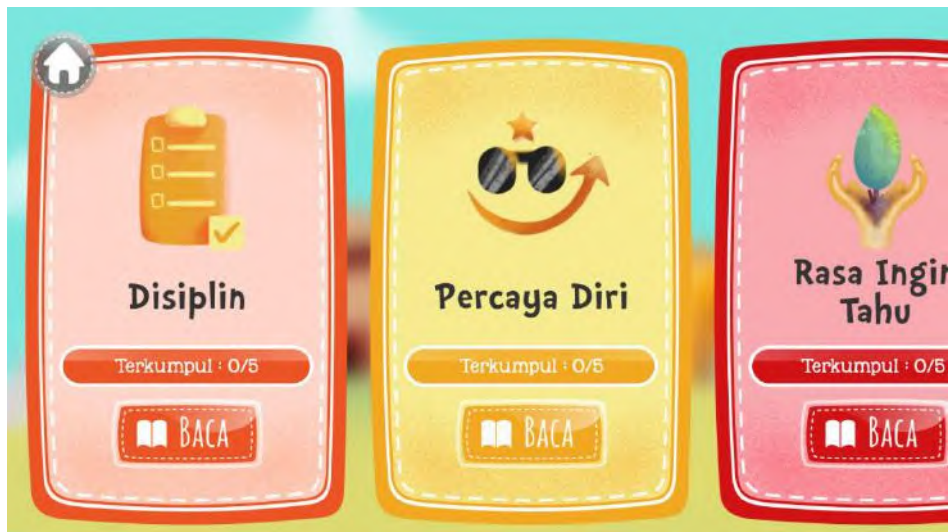 Disiplin
Terkumpul : 0/5
BACA
Percaya Diri
Terkumpul : 0/5
BACA
Rasa Ingin
Tahu
Terkumpul : 0/5
BACA